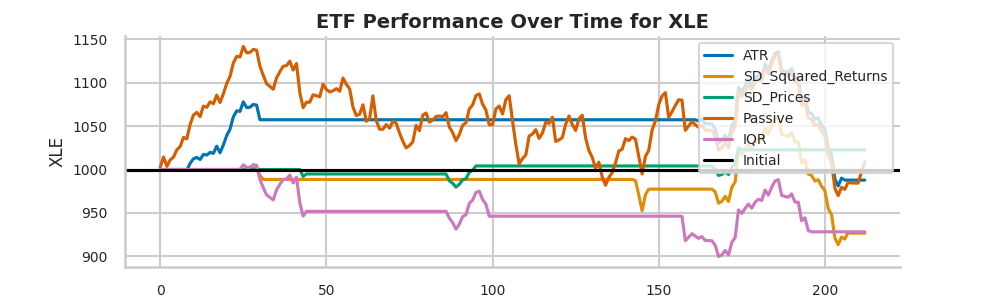 ETF Performance Over Time for XLE
1150
1100
1050
1000
950
900
XLE
ATR
SD_Squared_Returns
SD_Prices
Passive
IQR
Initial
0 50 100 150 200